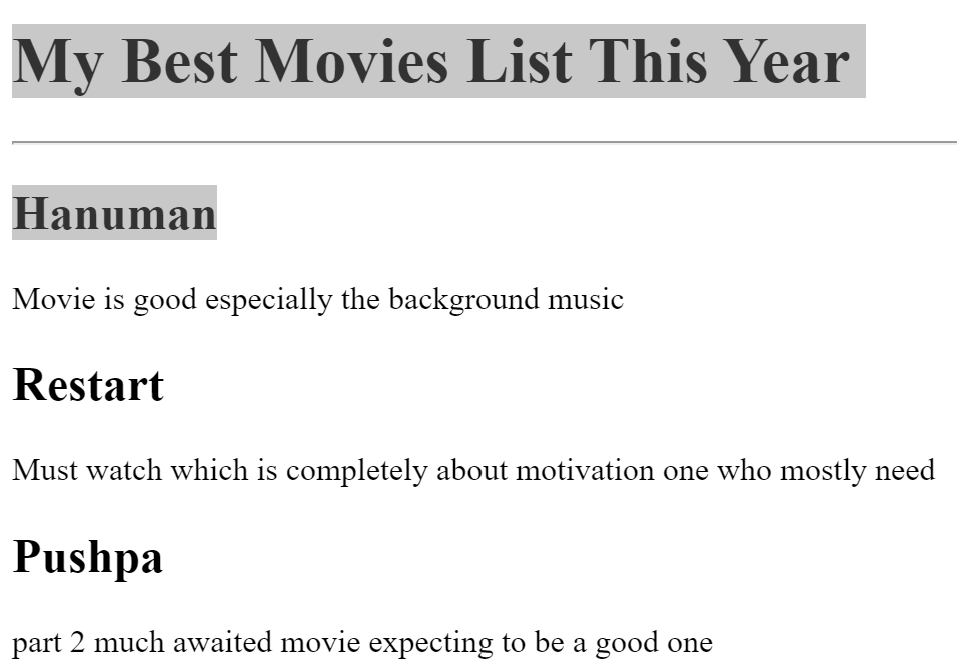 My Best Movies List This Year
Hanuman
Movie is good especially the background music
Restart
Must watch which is completely about motivation one who mostly need
Pushpa
part 2 much awaited movie expecting to be a good one